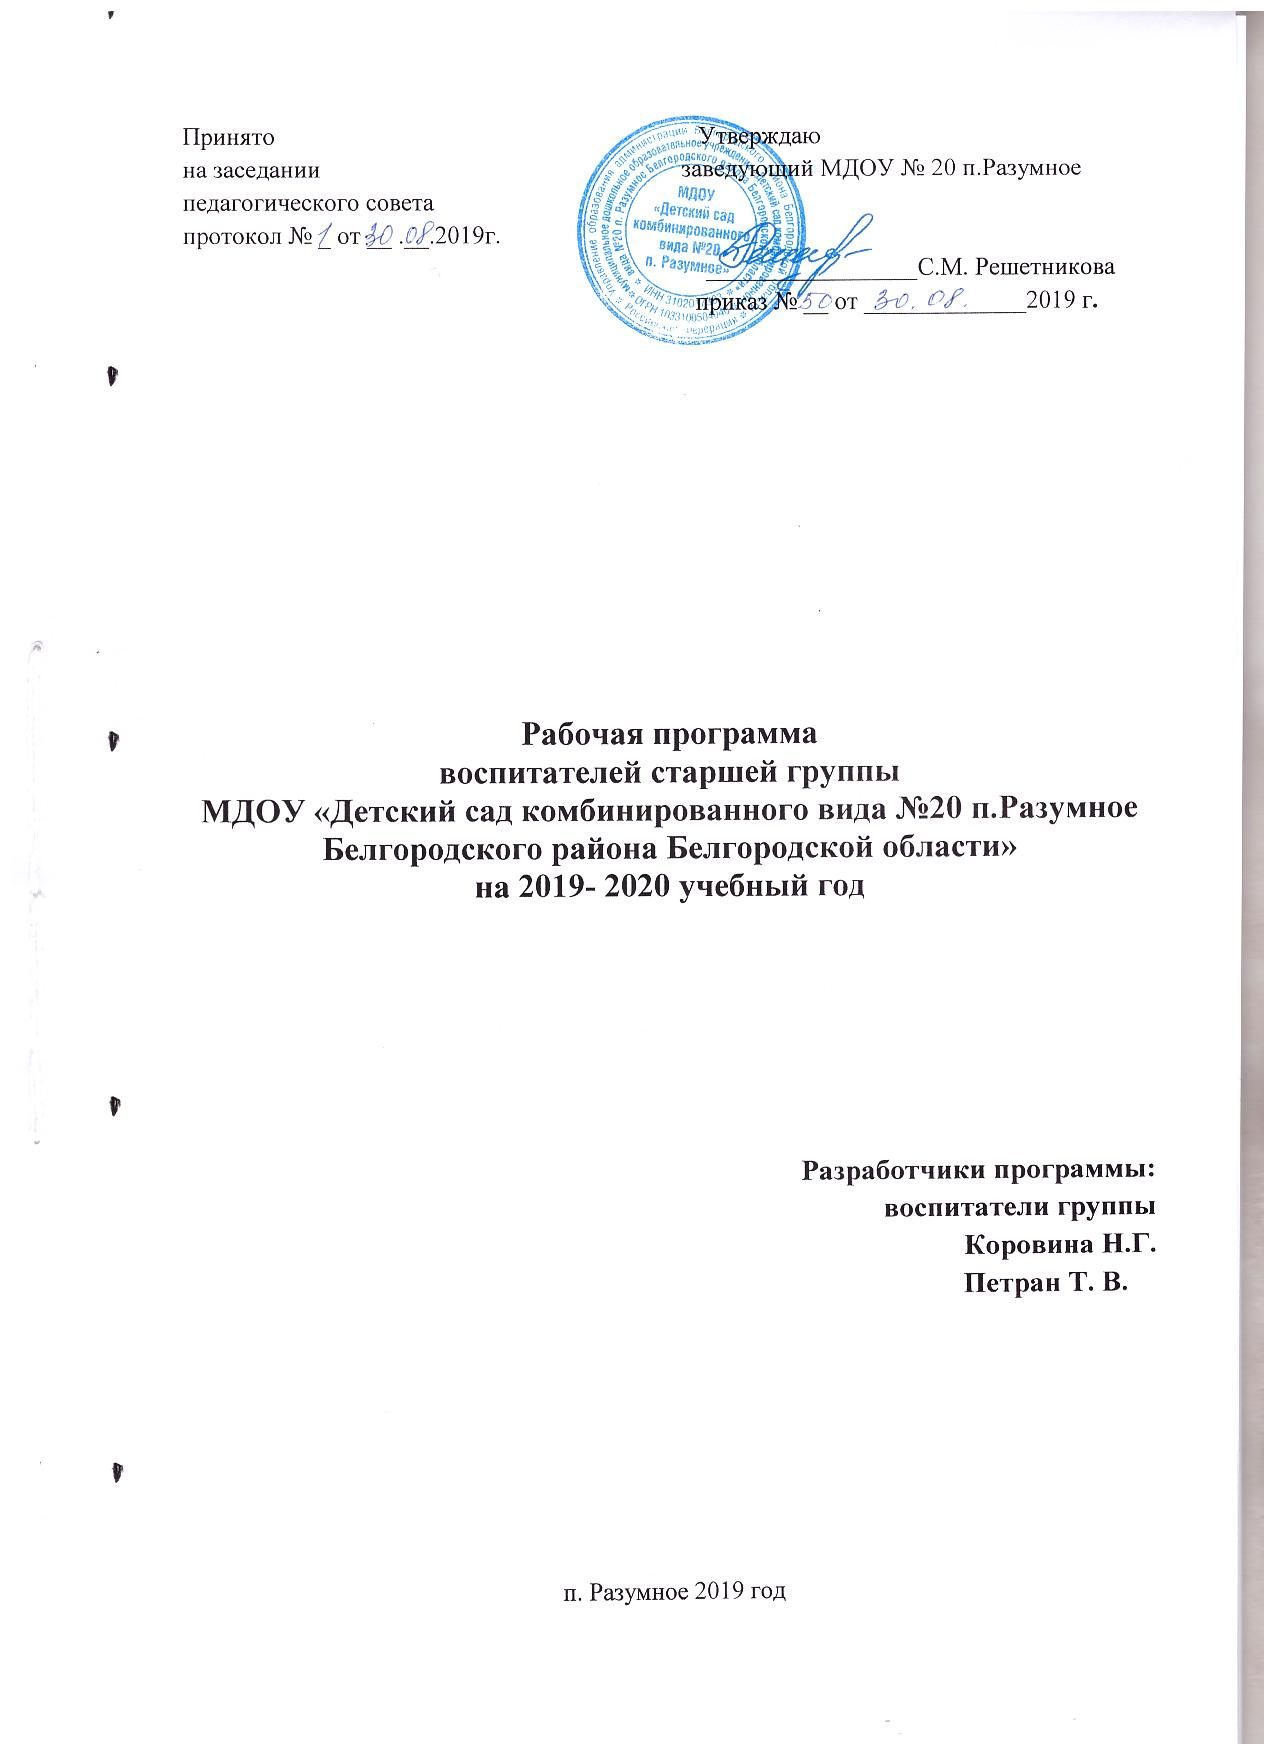 Принято
на заседании
педагогического совета
протокол № 1 от 30 .08.2019г.
Утверждаю
заведующий МДОУ № 20 п.Разумное
С.М. Решетникова
приказ № 50 от 30. 08. 2019 г.
МДОУ
«Детский сад
комбинированного
вида №20
п. Разумное»
Рабочая программа
воспитателей старшей группы
МДОУ «Детский сад комбинированного вида №20 п.Разумное
Белгородского района Белгородской области»
на 2019- 2020 учебный год
Разработчики программы:
воспитатели группы
Коровина Н.Г.
Петран Т. В.
п. Разумное 2019 год